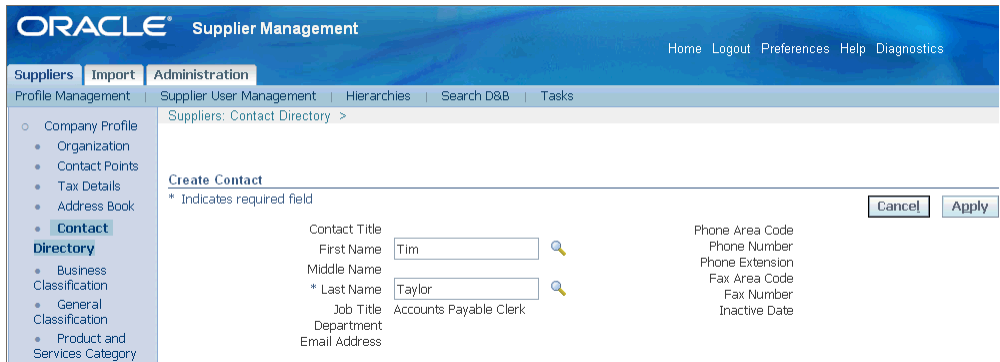 ORACLE® Supplier Management
Home Logout Preferences Help Diagnostics
Suppliers Import Administration
Profile Management | Supplier User Management | Hierarchies | Search D&B | Tasks
Company Profile
Organization
Contact Points
Tax Details
Address Book
Contact
Directory
Business
Classification
General
Classification
Product and
Services Category
Suppliers: Contact Directory >
Create Contact
* Indicates required field
Cancel Apply
Contact Title
First Name Tim
Middle Name
* Last Name Taylor
Job Title Accounts Payable Clerk
Department
Email Address
Phone Area Code
Phone Number
Phone Extension
Fax Area Code
Fax Number
Inactive Date